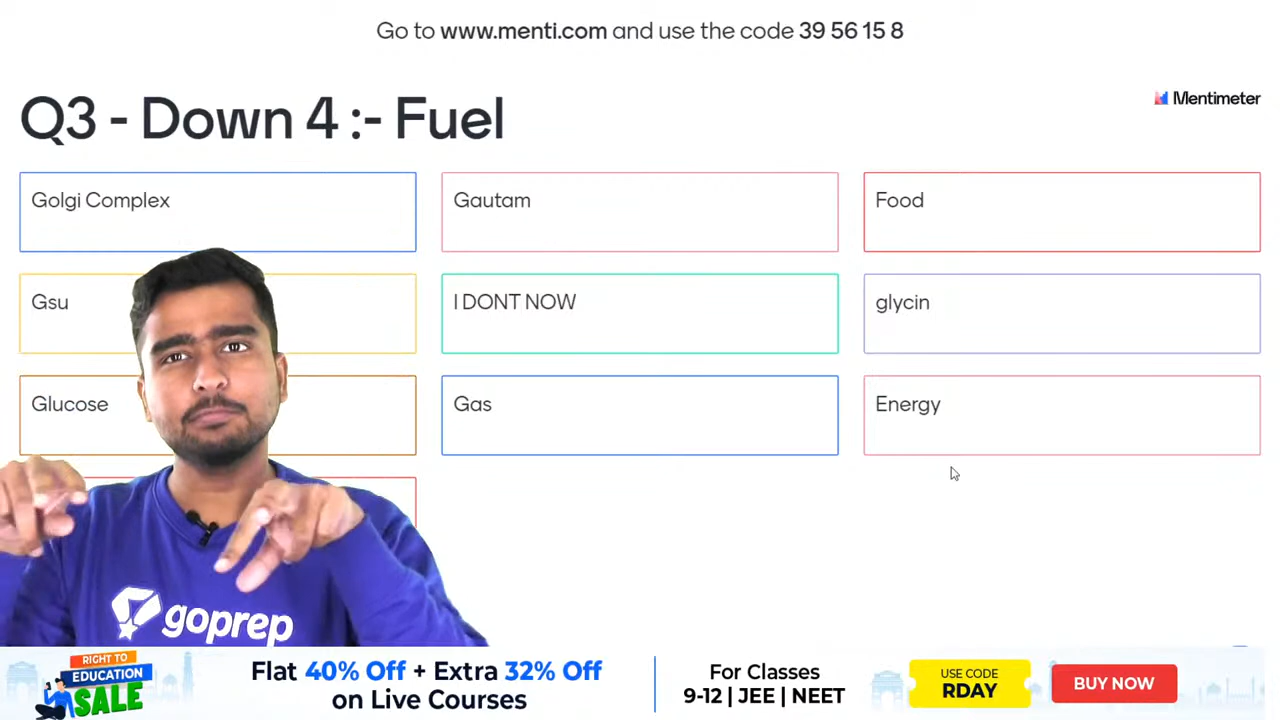 Go to www.menti.com and use the code 39 56 15 8
Mentimeter
Q3 - Down 4 :- Fuel
Golgi Complex
Gautam
Food
Gsu
I DONT NOW
glycin
Glucose
Gas
Energy
goprep
RIGHT TO
EDUCATION
SALE
Flat 40% Off + Extra 32% Off
on Live Courses
For Classes
9-12 | JEE | NEET
USE CODE
RDAY
BUY NOW